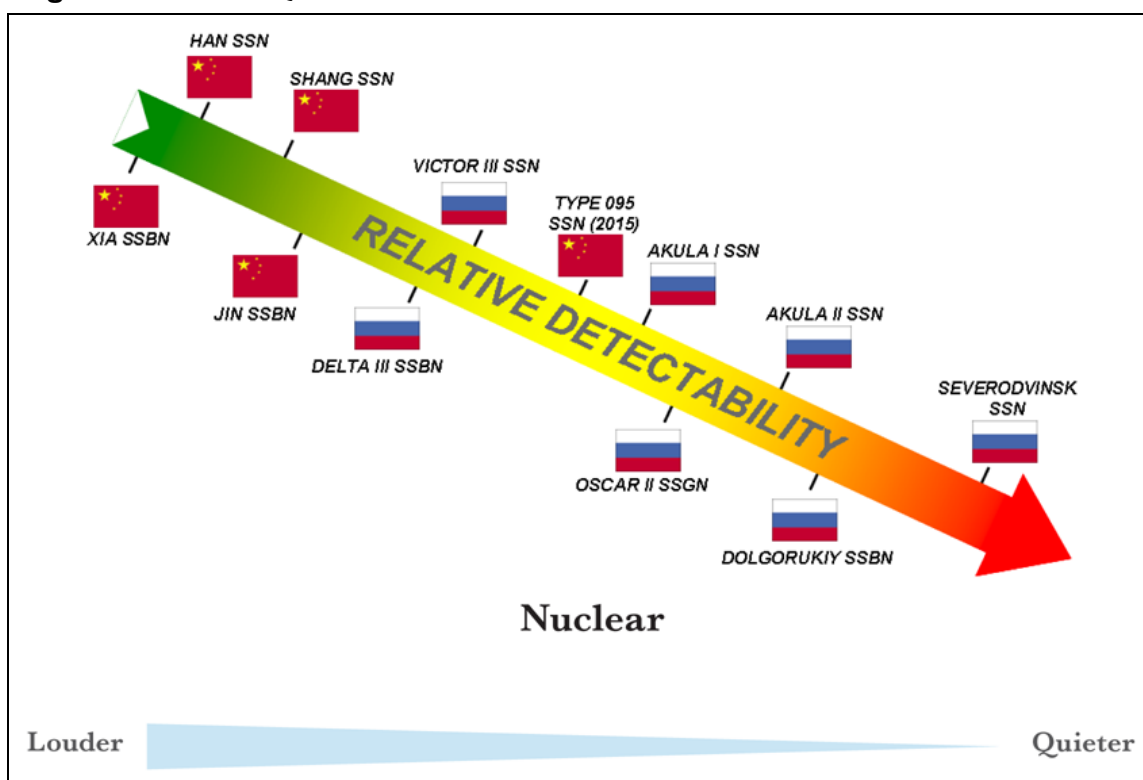 HAN SSN
SHANG SSN
XIA SSBN
VICTOR III SSN
TYPE 095
SSN (2015)
JIN SSBN
AKULA I SSN
DELTA III SSBN
RELATIVE DETECTABILITY
AKULA II SSN
SEVERODVINSK
SSN
OSCAR II SSGN
DOLGORUKIY SSBN
Nuclear
Louder
Quieter